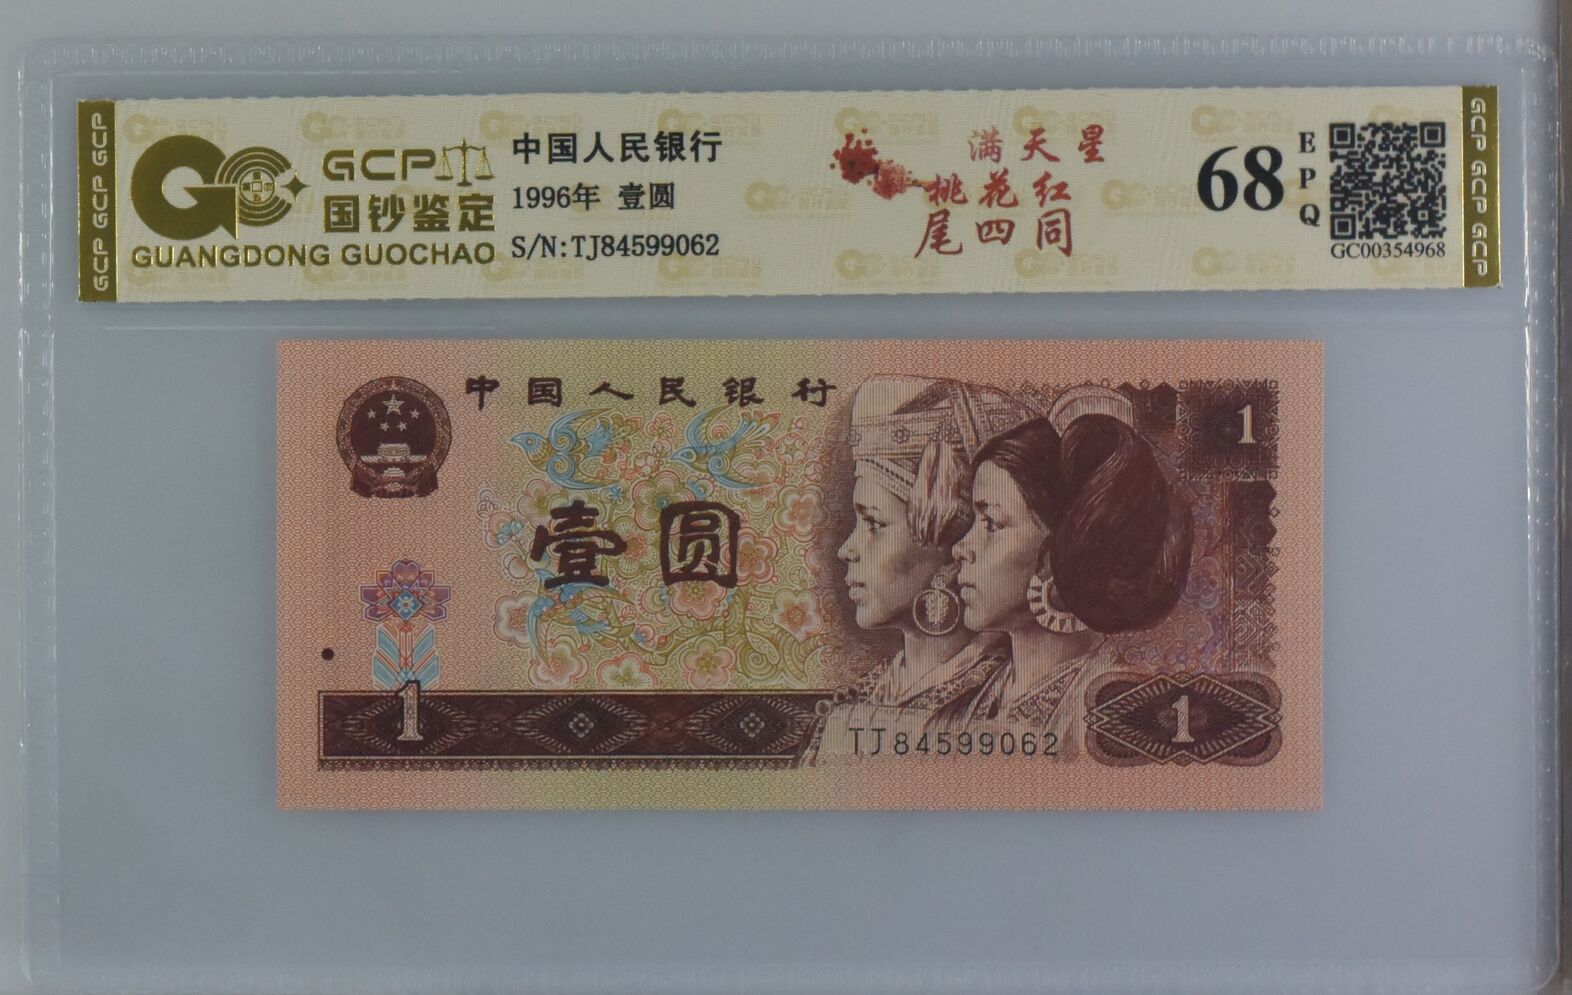 GCP GCP GCP
GCP
国钞鉴定
GUANGDONG GUOCHAO
中国人民银行
1996年 壹圆
S/N:TJ84599062
满天星
桃花红
尾四同
68
EPQ
GC00354968
GCP GCP GCP
中国人民银行
1
壹圆
1
TJ84599062
1